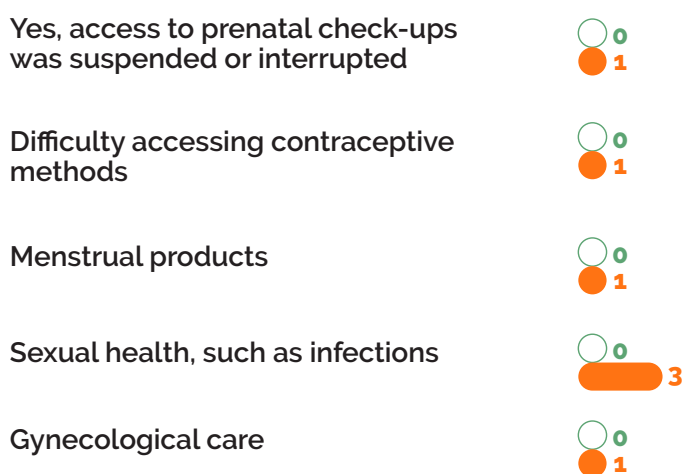 Yes, access to prenatal check-ups
was suspended or interrupted
0
1
Difficulty accessing contraceptive
methods
0
1
Menstrual products
0
1
Sexual health, such as infections
0
3
Gynecological care
0
1